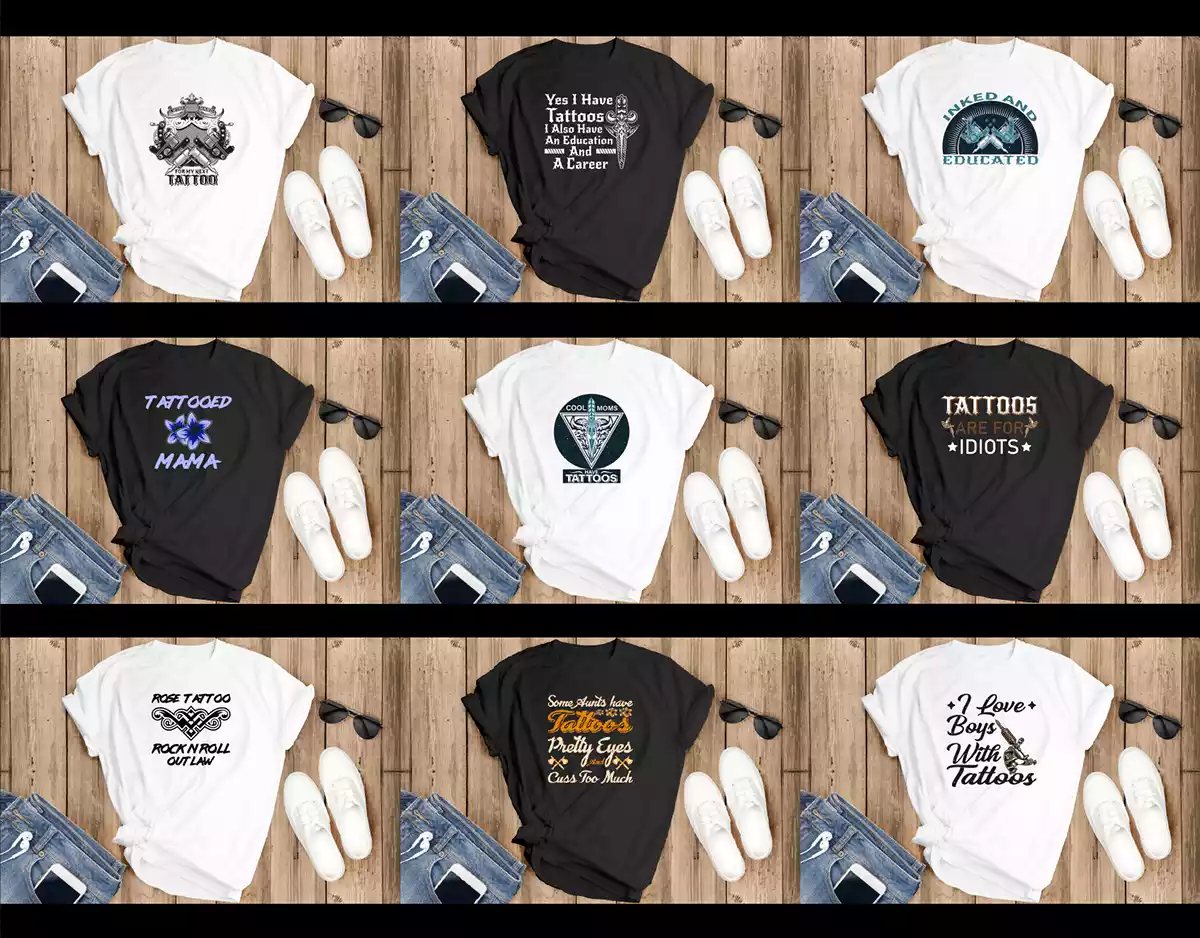 FOR MY NEXT
TATTOO
Yes I Have
Tattoos
I Also Have
An Education
And
A Career
INKED AND
EDUCATED
TATTOOED
MAMA
COOL MOMS
HAVE
TATTOOS
TATTOOS
ARE FOR
IDIOTS
ROSE TATTOO
ROCK N ROLL
OUTLAW
Some Aunts have
Tattoos
Pretty Eyes
And
Cuss Too Much
I Love
Boys
With
Tattoos